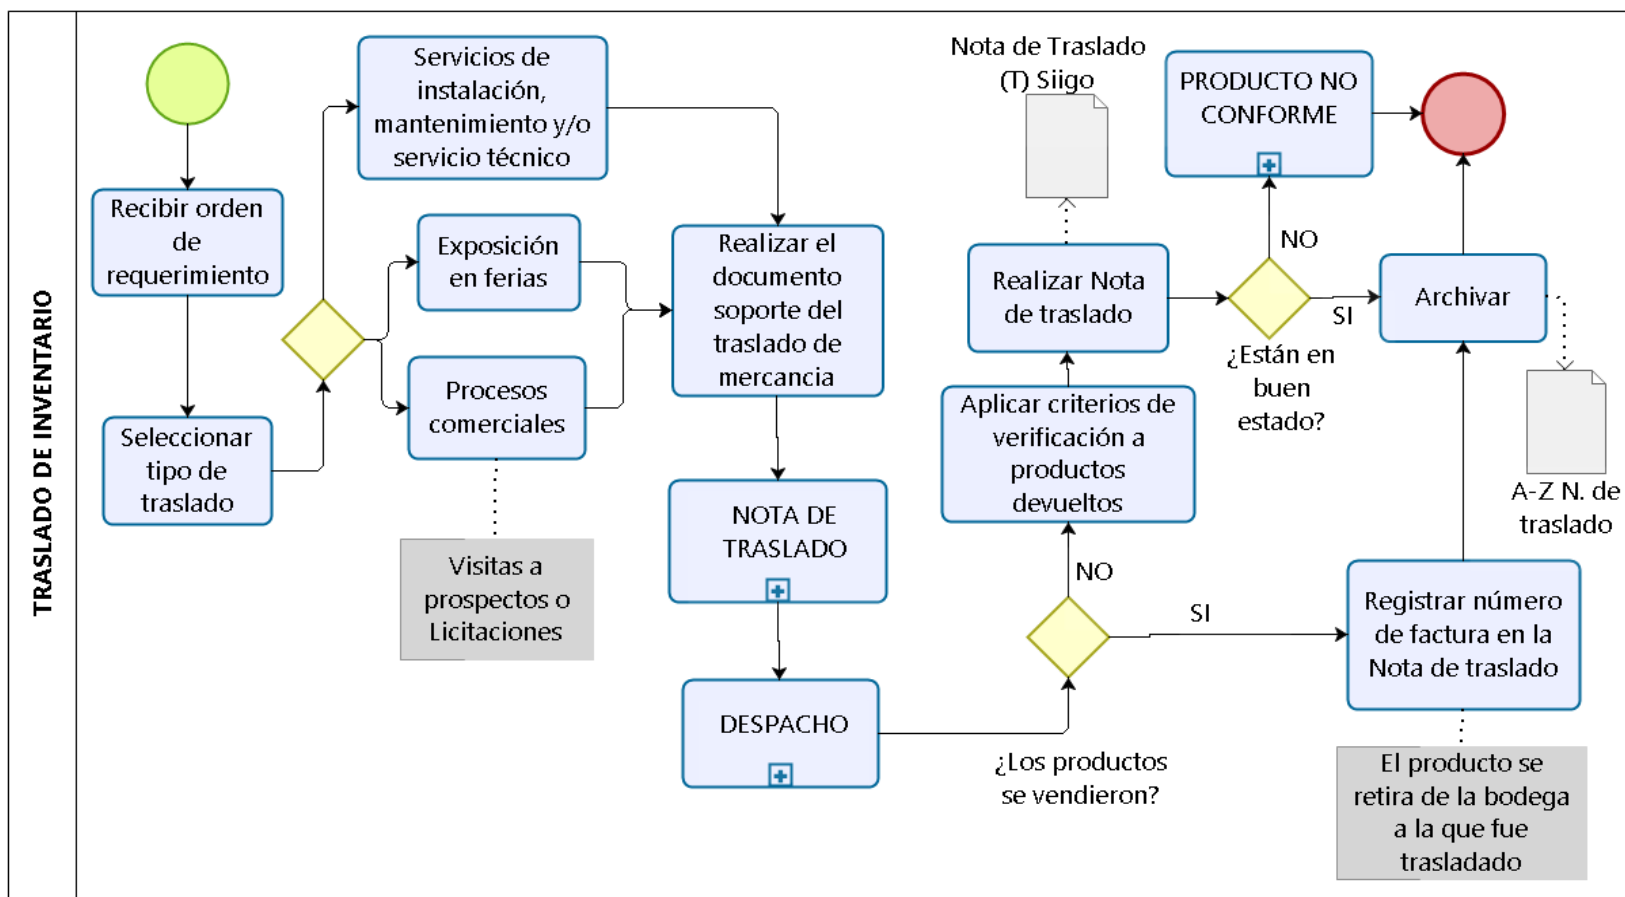 TRASLADO DE INVENTARIO
Recibir orden
de
requerimiento
Seleccionar
tipo de
traslado
Servicios de
instalación,
mantenimiento y/o
servicio técnico
Exposición
en ferias
Procesos
comerciales
Visitas a
prospectos o
Licitaciones
Realizar el
documento
soporte del
traslado de
mercancia
NOTA DE
TRASLADO
DESPACHO
¿Los productos
se vendieron?
NO
SI
Aplicar criterios de
verificación a
productos
devueltos
Realizar Nota
de traslado
Nota de Traslado
(T) Siigo
¿Están en
buen
estado?
NO
SI
PRODUCTO NO
CONFORME
Archivar
A-Z N. de
traslado
Registrar número
de factura en la
Nota de traslado
El producto se
retira de la bodega
a la que fue
trasladado